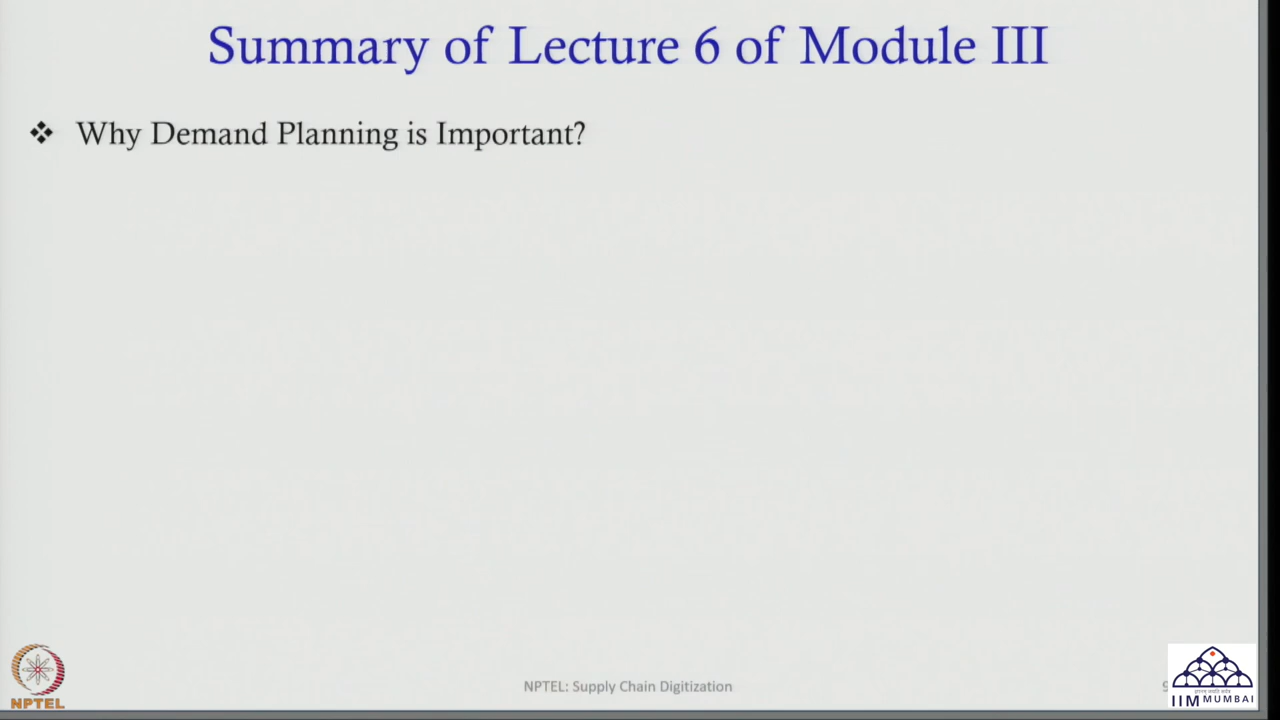 Summary of Lecture 6 of Module III
❖ Why Demand Planning is Important?
NPTEL
NPTEL: Supply Chain Digitization
IIM MUMBAI